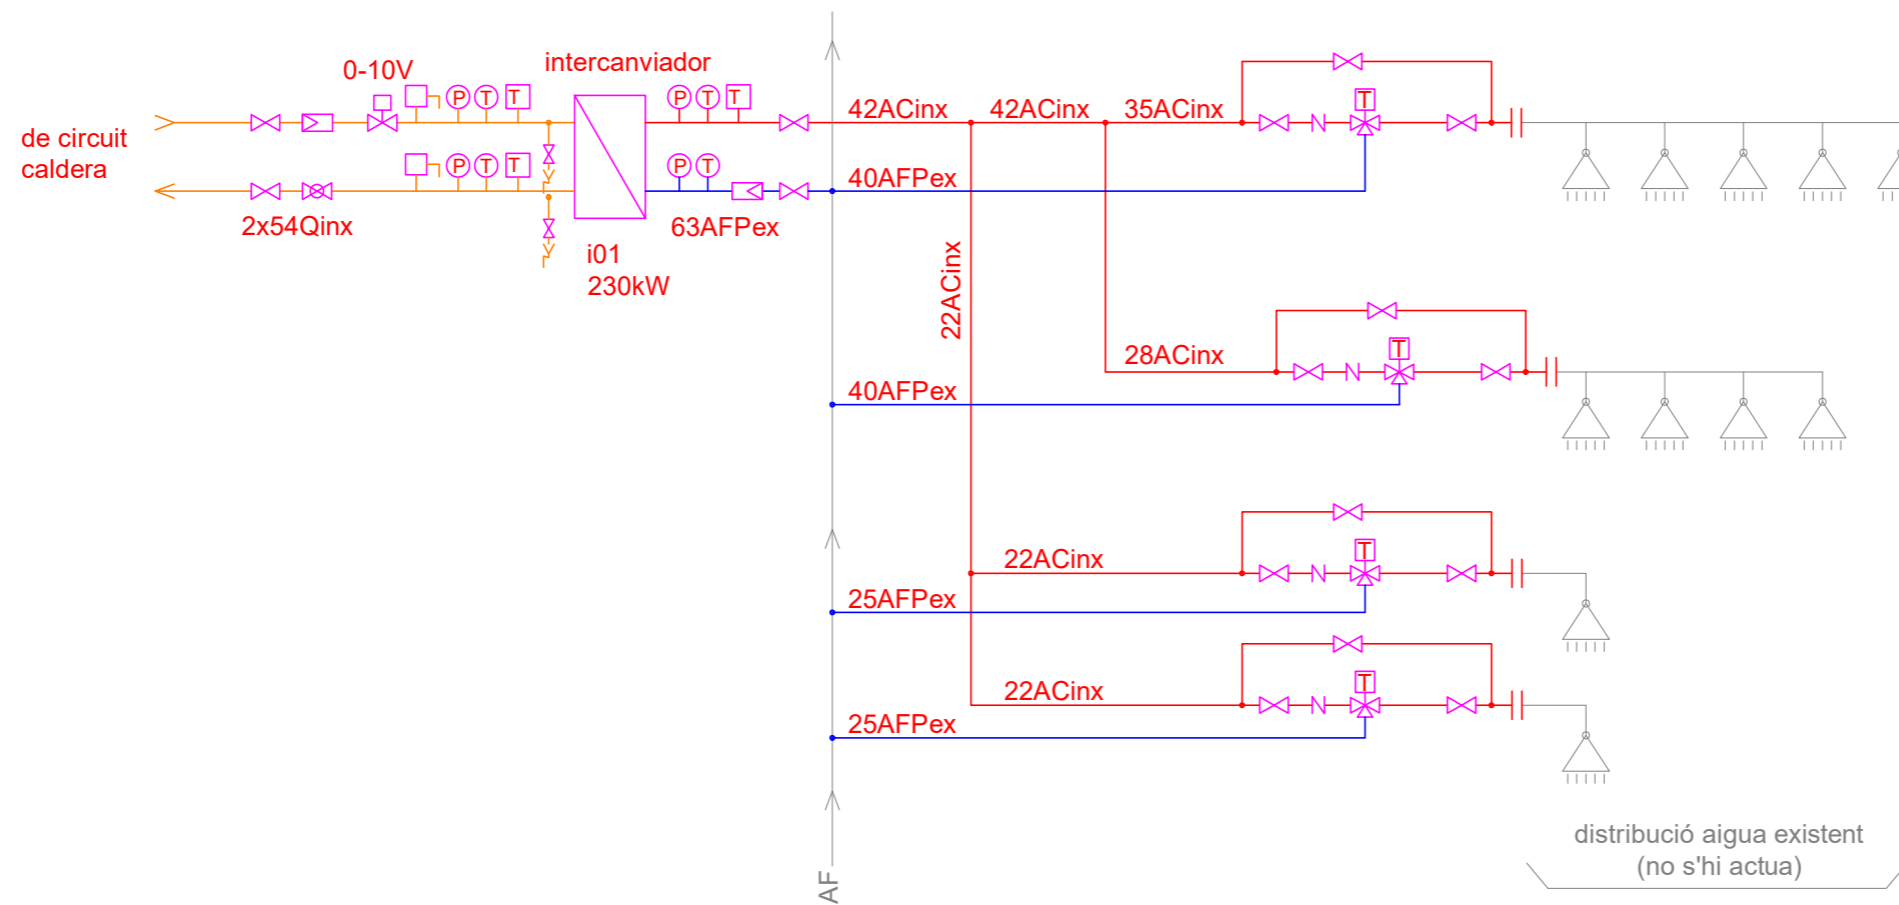 intercanviador
0-10V
P T T
P T T
42ACinx 42ACinx 35ACinx
T
de circuit
caldera
P T T
P T
40AFPex
2x54Qinx
63AFPex
i01
230kW
22ACinx
T
28ACinx
40AFPex
T
22ACinx
25AFPex
T
22ACinx
25AFPex
distribució aigua existent
(no s'hi actua)
AF